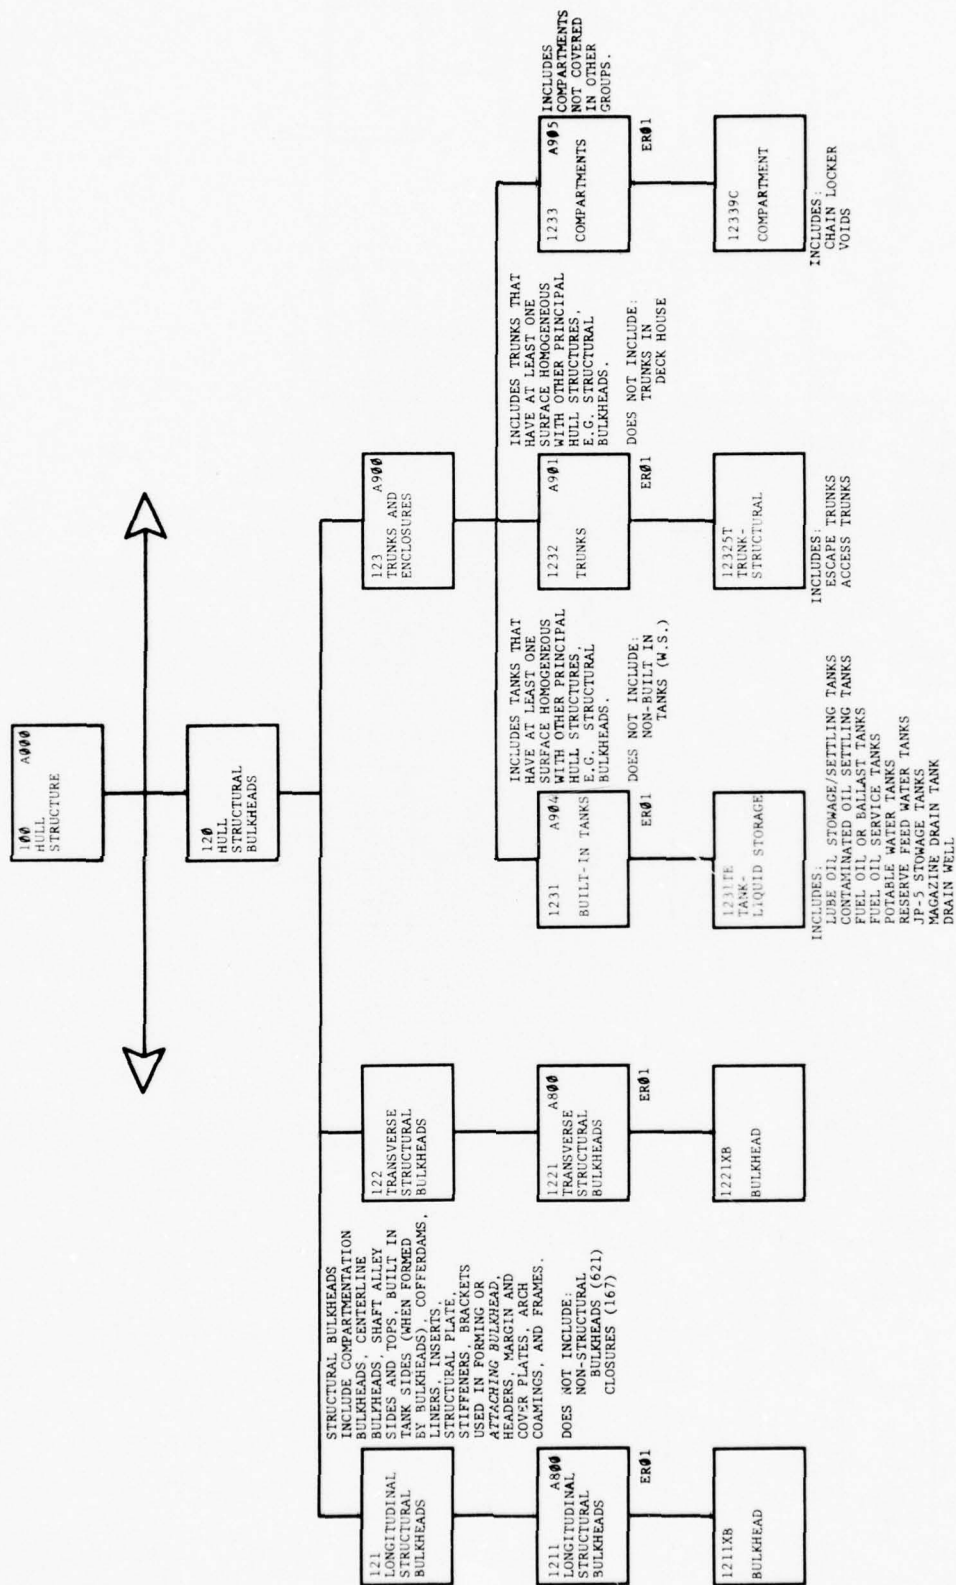 100 A000
HULL
STRUCTURE
120
HULL
STRUCTURAL
BULKHEADS
121
LONGITUDINAL
STRUCTURAL
BULKHEADS
STRUCTURAL BULKHEADS
INCLUDE COMPARTMENTATION
BULKHEADS, CENTERLINE
BULFHEADS, SHAFT ALLEY
SIDES AND TOPS, BUILT IN
TANK SIDES (WHEN FORMED
BY BULKHEADS), COFFERDAMS,
LINERS, INSERTS,
STRUCTURAL PLATE,
STIFFENERS, BRACKETS
USED IN FORMING OR
ATTACHING BULKHEAD,
HEADERS, MARGIN AND
COVER PLATES, ARCH
COAMINGS, AND FRAMES.
DOES NOT INCLUDE:
NON-STRUCTURAL
BULKHEADS (621)
CLOSURES (167)
122
TRANSVERSE
STRUCTURAL
BULKHEADS
123 A900
TRUNKS AND
ENCLOSURES
1211 A800
LONGITUDINAL
STRUCTURAL
BULKHEADS
ER01
1221 A800
TRANSVERSE
STRUCTURAL
BULKHEADS
ER01
1231 A904
BUILT-IN TANKS
ER01
INCLUDES TANKS THAT
HAVE AT LEAST ONE
SURFACE HOMOGENEOUS
WITH OTHER PRINCIPAL
HULL STRUCTURES,
E.G. STRUCTURAL
BULKHEADS.
DOES NOT INCLUDE:
NON-BUILT IN
TANKS (W.S.)
1232 A901
TRUNKS
ER01
INCLUDES TRUNKS THAT
HAVE AT LEAST ONE
SURFACE HOMOGENEOUS
WITH OTHER PRINCIPAL
HULL STRUCTURES,
E.G. STRUCTURAL
BULKHEADS.
DOES NOT INCLUDE:
TRUNKS IN
DECK HOUSE
1233 A905
COMPARTMENTS
ER01
INCLUDES
COMPARTMENTS
NOT COVERED
IN OTHER
GROUPS.
1211XB
BULKHEAD
1221XB
BULKHEAD
1231TE
TANK-
LIQUID STORAGE
INCLUDES:
LUBE OIL STOWAGE/SETTLING TANKS
CONTAMINATED OIL SETTLING TANKS
FUEL OIL OR BALLAST TANKS
FUEL OIL SERVICE TANKS
POTABLE WATER TANKS
RESERVE FEED WATER TANKS
JP-5 STOWAGE TANKS
MAGAZINE DRAIN TANK
DRAIN WELL
12325T
TRUNK-
STRUCTURAL
INCLUDES:
ESCAPE TRUNKS
ACCESS TRUNKS
12339C
COMPARTMENT
INCLUDES:
CHAIN LOCKER
VOIDS